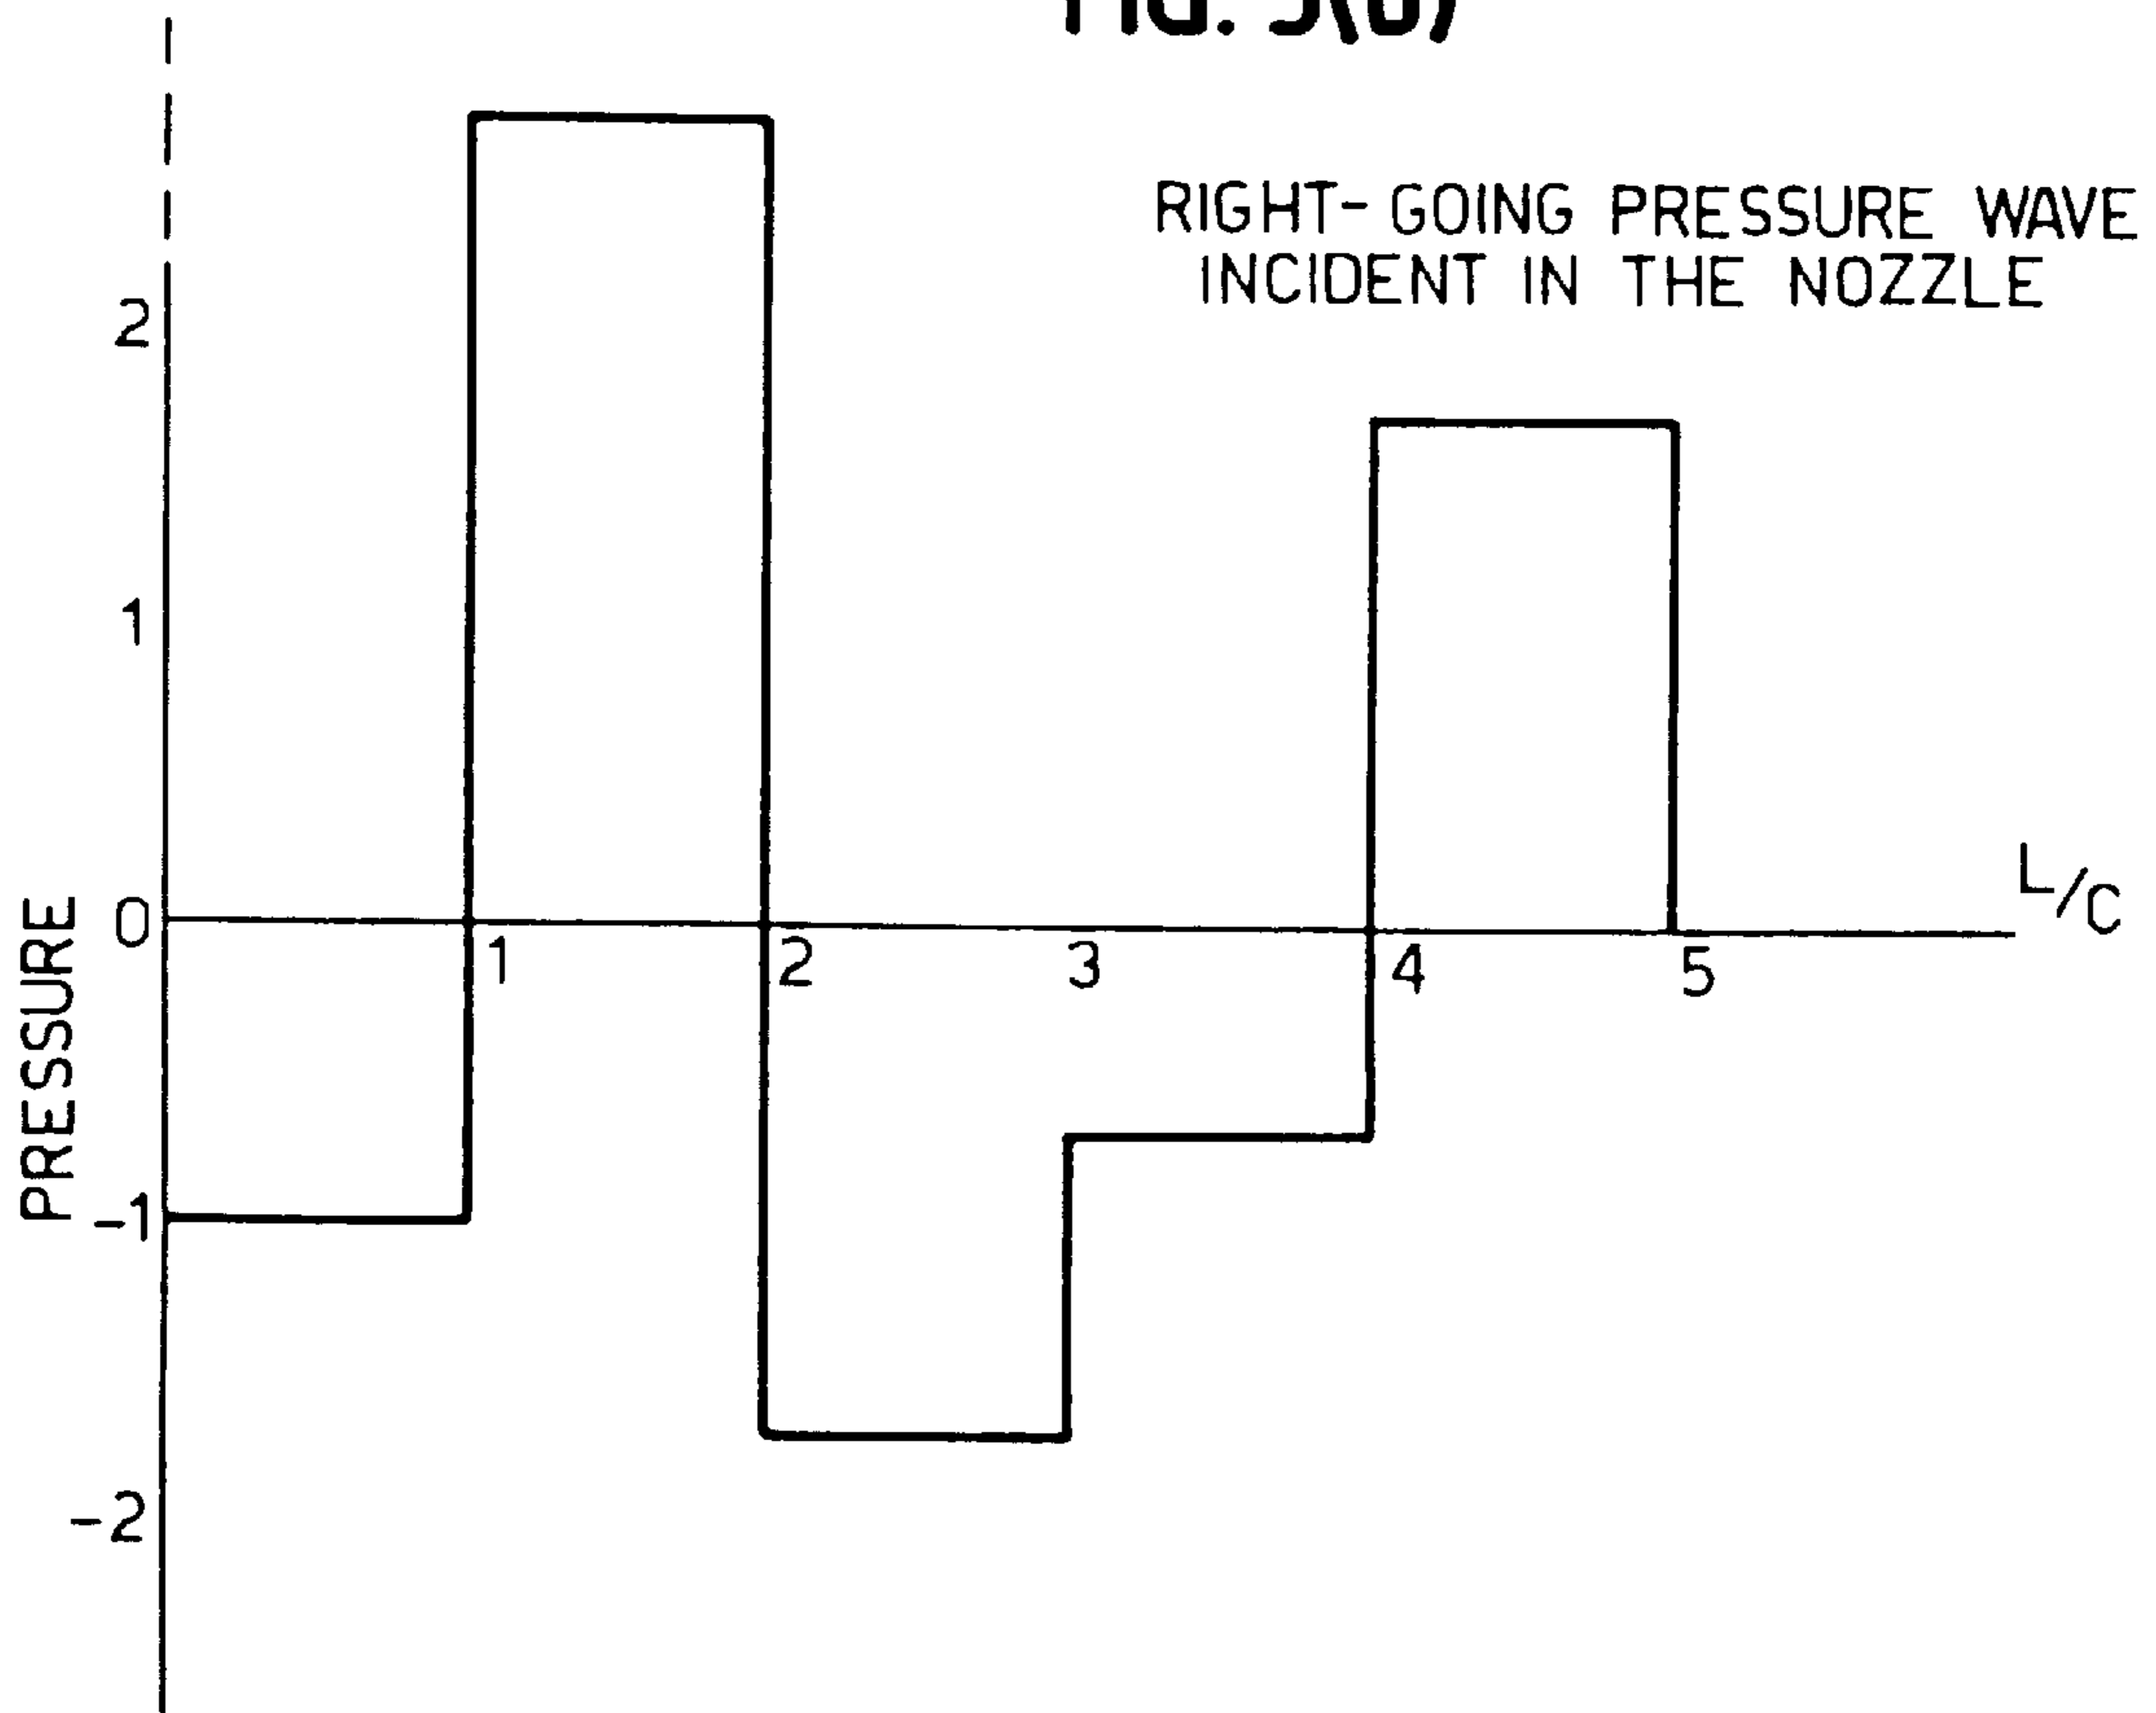 RIGHT-GOING PRESSURE WAVE
INCIDENT IN THE NOZZLE
2
1
0
-1
-2
PRESSURE
1
2
3
4
5
L/C